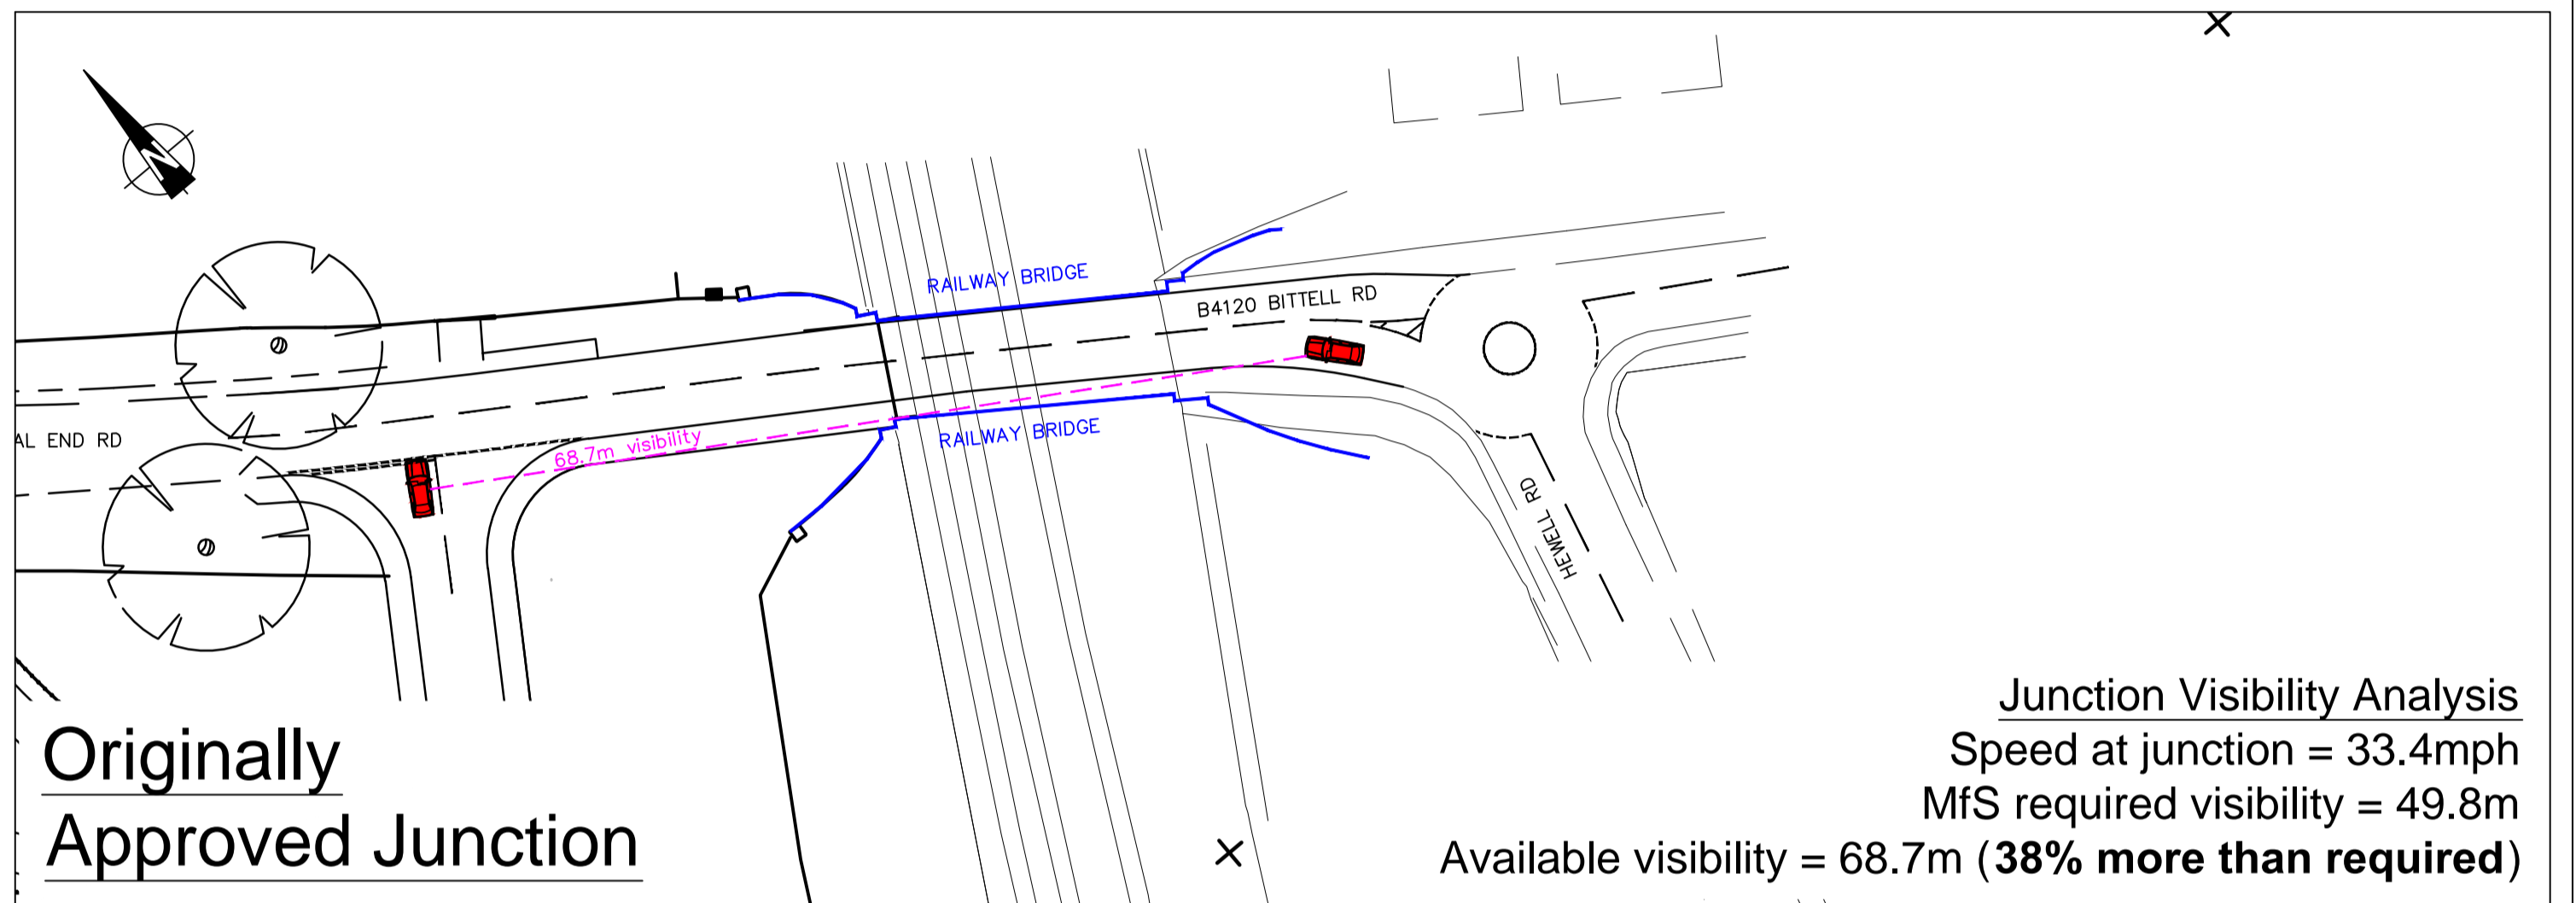 RAILWAY BRIDGE
B4120 BITTELL RD
AL END RD
68.7m visibility
RAILWAY BRIDGE
HEWELL RD
Originally
Approved Junction
Junction Visibility Analysis
Speed at junction = 33.4mph
MfS required visibility = 49.8m
Available visibility = 68.7m (38% more than required)
N